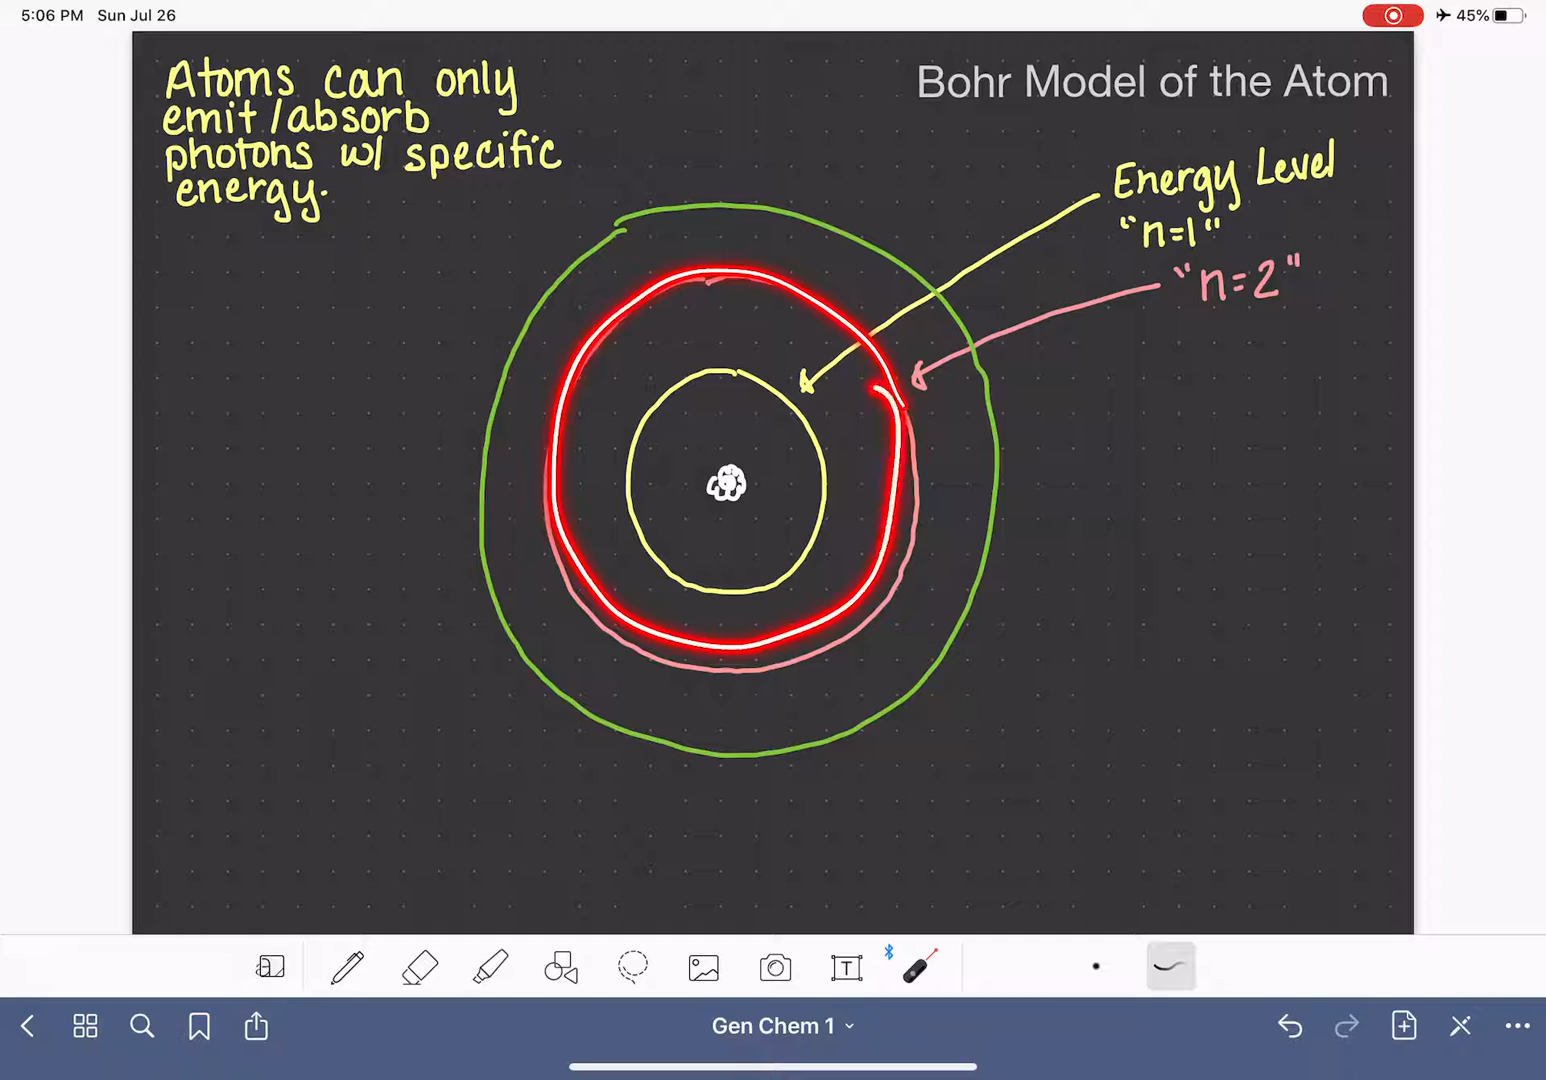 5:06 PM Sun Jul 26
45%
Bohr Model of the Atom
Atoms can only
emit/absorb
photons w/ specific
energy.
Energy Level
"n=1"
"n=2"
T
Gen Chem 1